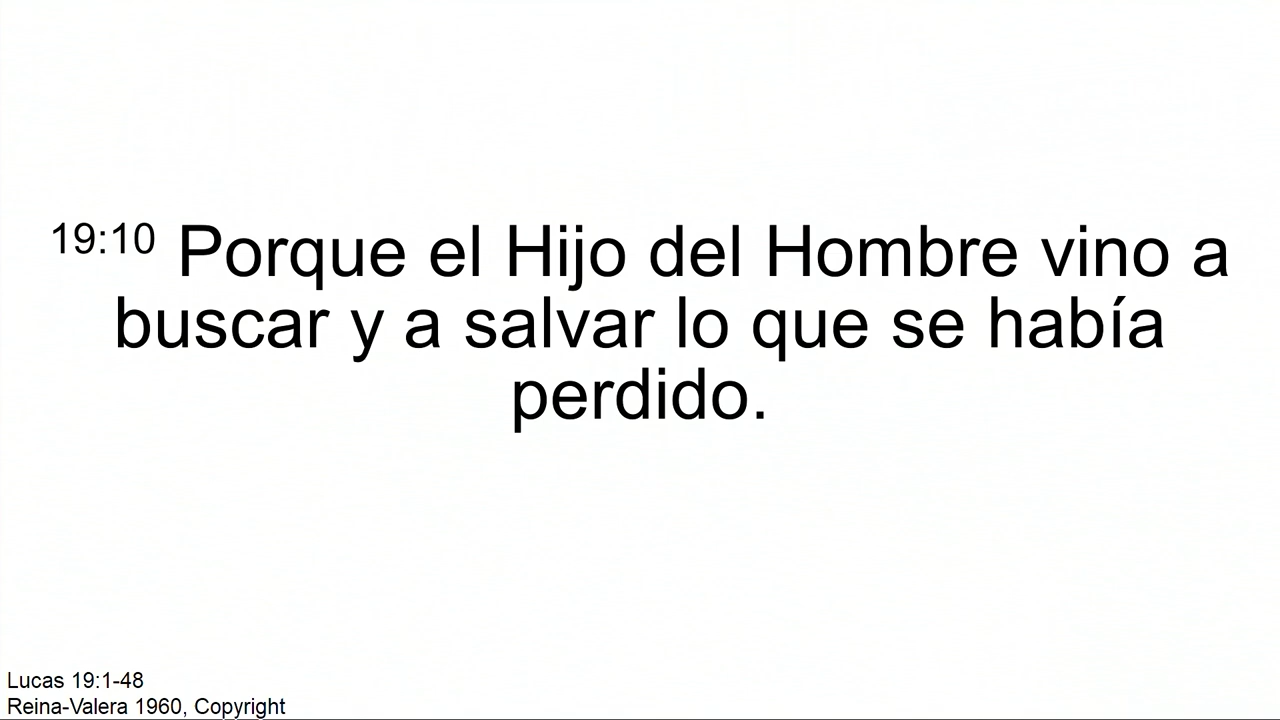 19:10 Porque el Hijo del Hombre vino a
buscar y a salvar lo que se había
perdido.
Lucas 19:1-48
Reina-Valera 1960, Copyright